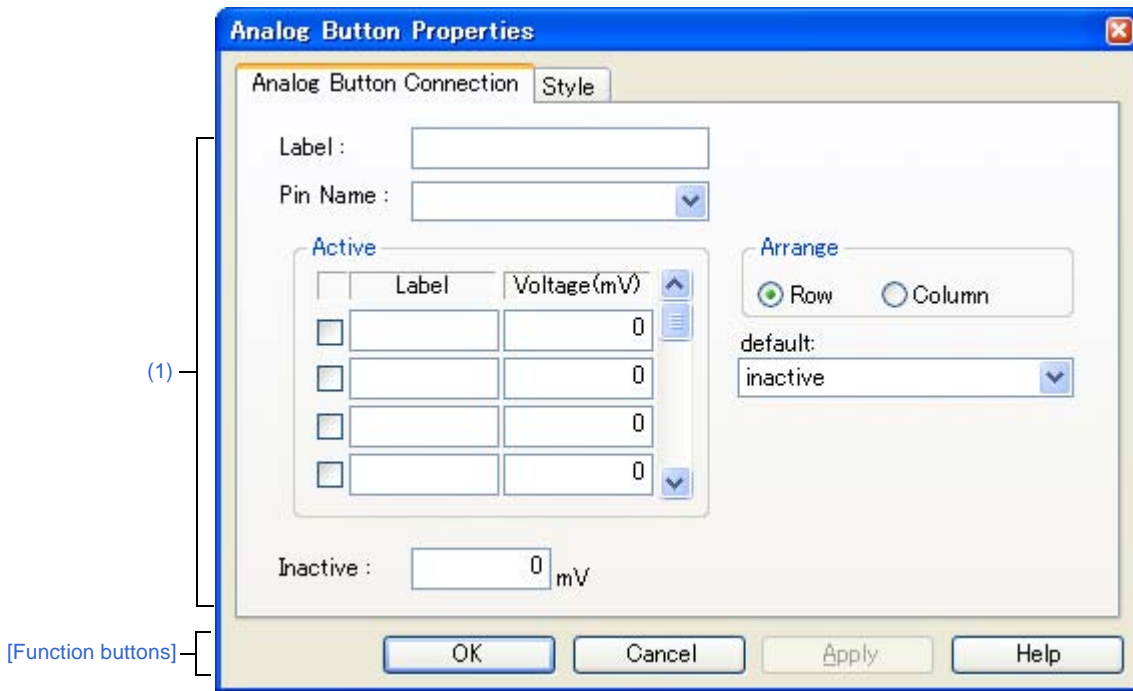 Analog Button Properties
Analog Button Connection Style
Label :
Pin Name :
Active
Label Voltage(mV)
0
0
0
0
Arrange
Row Column
default:
inactive
(1)
Inactive : 0 mV
[Function buttons]
OK Cancel Apply Help